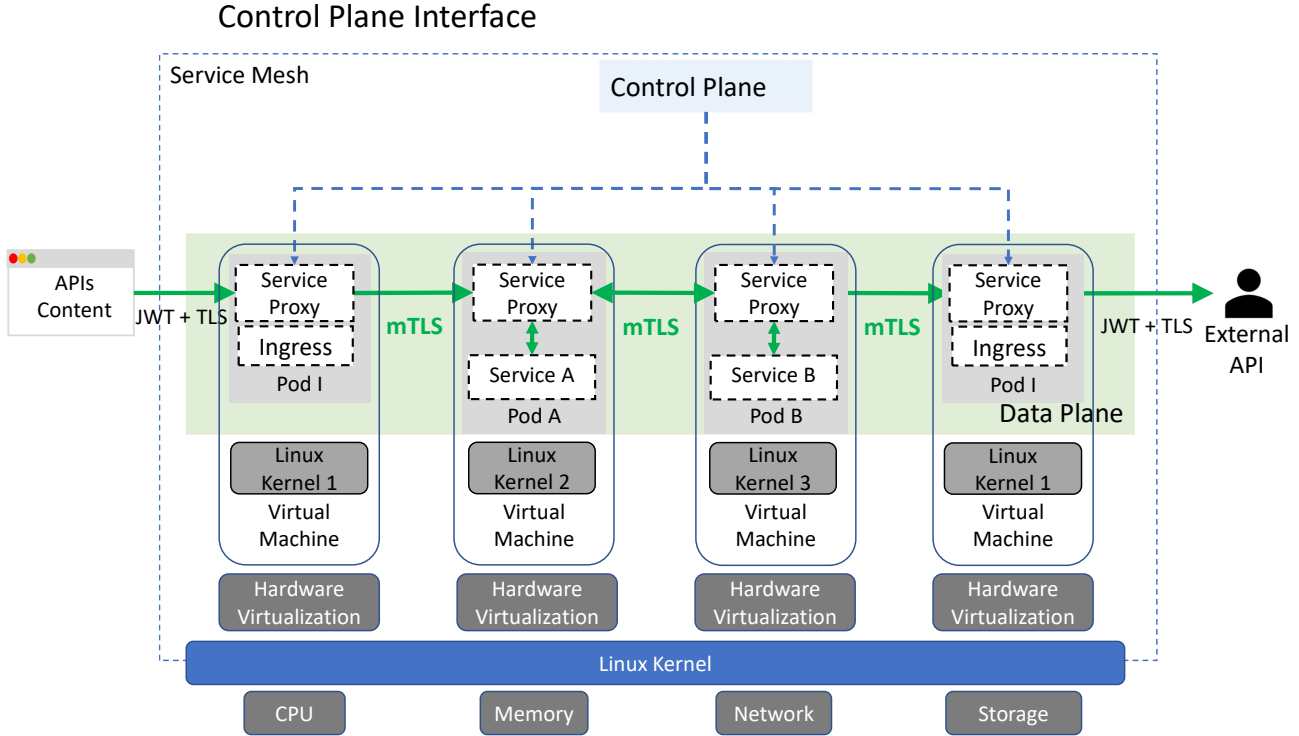 Control Plane Interface
Service Mesh
Control Plane
APIs
Content
JWT + TLS
Service
Proxy
Ingress
Pod I
mTLS
Service
Proxy
Service A
Pod A
mTLS
Service
Proxy
Service B
Pod B
mTLS
Service
Proxy
Ingress
Pod I
JWT + TLS
External
API
Data Plane
Linux
Kernel 1
Virtual
Machine
Linux
Kernel 2
Virtual
Machine
Linux
Kernel 3
Virtual
Machine
Linux
Kernel 1
Virtual
Machine
Hardware
Virtualization
Hardware
Virtualization
Hardware
Virtualization
Hardware
Virtualization
Linux Kernel
CPU
Memory
Network
Storage